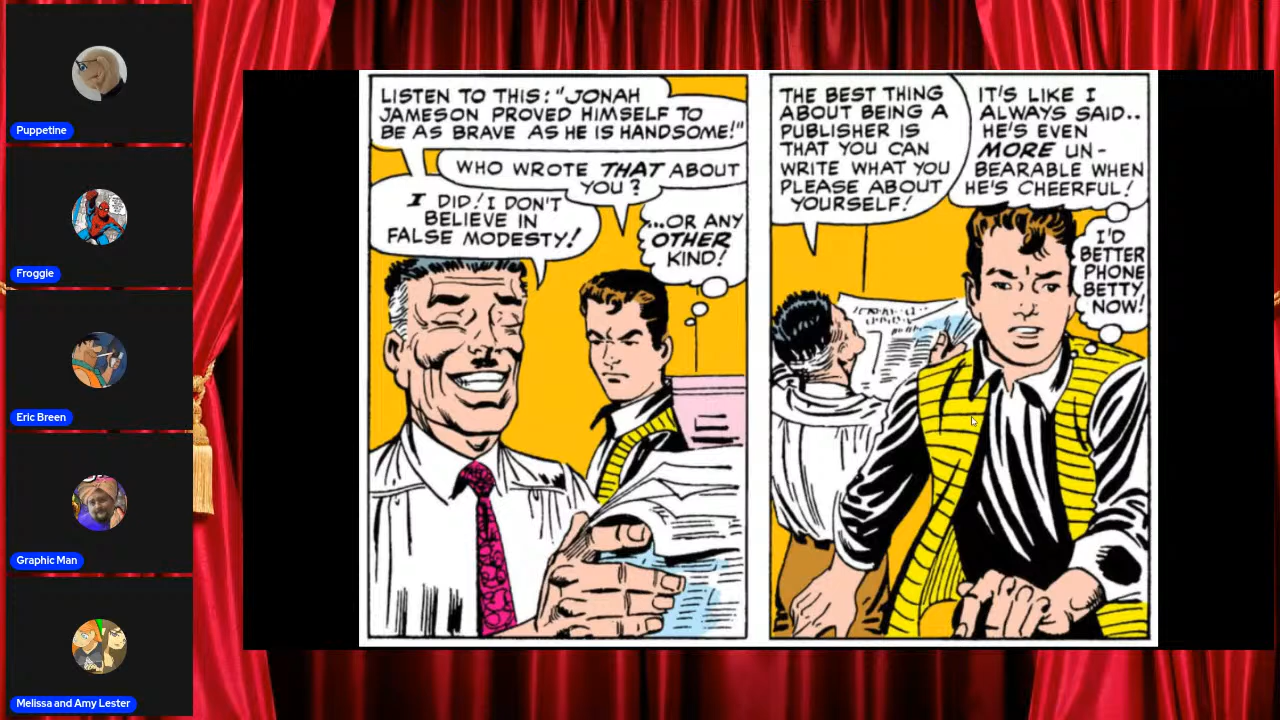 Puppetine
Froggie
Eric Breen
Graphic Man
Melissa and Amy Lester
LISTEN TO THIS: "JONAH
JAMESON PROVED HIMSELF TO
BE AS BRAVE AS HE IS HANDSOME!"
WHO WROTE THAT ABOUT
YOU?
I DID! I DON'T
BELIEVE IN
FALSE MODESTY!
...OR ANY
OTHER
KIND!
THE BEST THING
ABOUT BEING A
PUBLISHER IS
THAT YOU CAN
WRITE WHAT YOU
PLEASE ABOUT
YOURSELF!
IT'S LIKE I
ALWAYS SAID..
HE'S EVEN
MORE UN-
BEARABLE WHEN
HE'S CHEERFUL!
I'D
BETTER
PHONE
BETTY,
NOW!